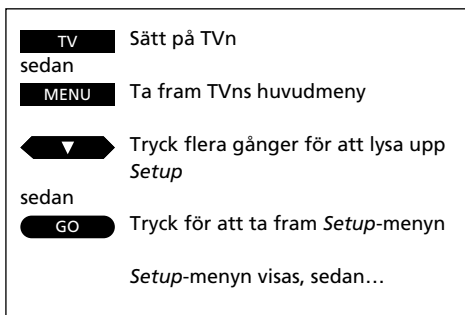 TV Sätt på TVn
sedan
MENU Ta fram TVns huvudmeny
▼ Tryck flera gånger för att lysa upp
Setup
sedan
GO Tryck för att ta fram Setup-menyn
Setup-menyn visas, sedan…